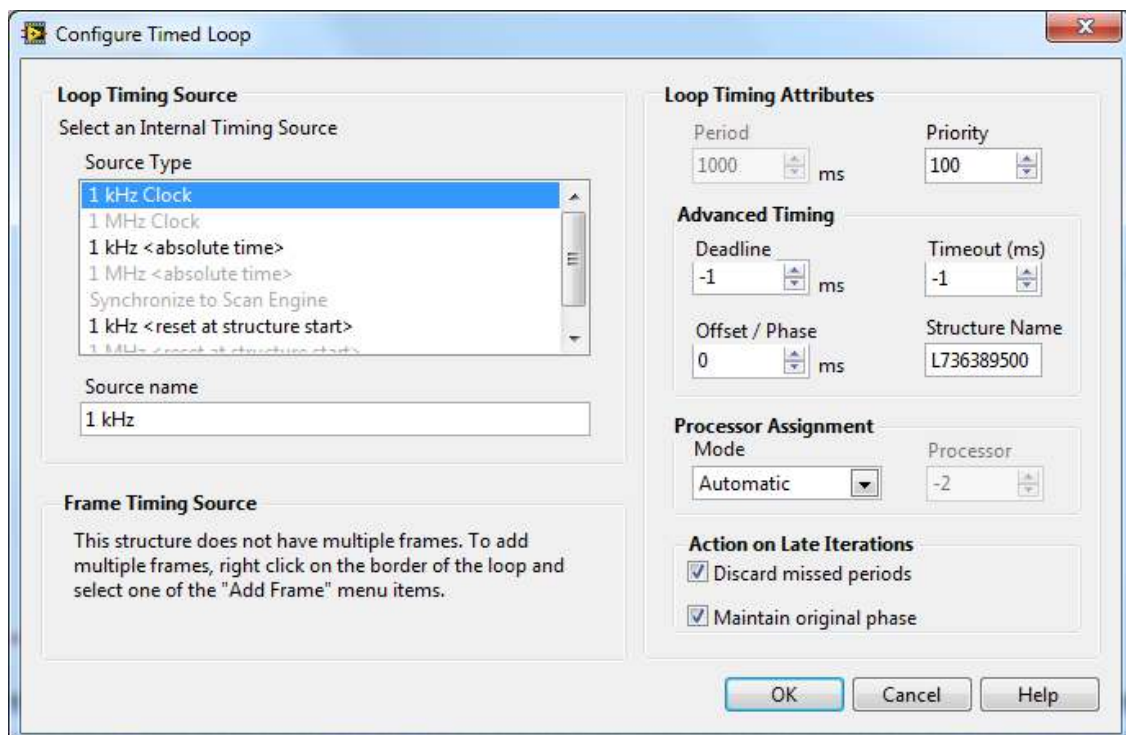 Configure Timed Loop
Loop Timing Source
Select an Internal Timing Source
Source Type
1 kHz Clock
1 MHz Clock
1 kHz <absolute time>
1 MHz <absolute time>
Synchronize to Scan Engine
1 kHz <reset at structure start>
1 MHz <reset at structure start>
Source name
1 kHz
Frame Timing Source
This structure does not have multiple frames. To add
multiple frames, right click on the border of the loop and
select one of the "Add Frame" menu items.
Loop Timing Attributes
Period
1000 ms
Priority
100
Advanced Timing
Deadline
-1 ms
Timeout (ms)
-1
Offset / Phase
0 ms
Structure Name
L736389500
Processor Assignment
Mode
Automatic
Processor
-2
Action on Late Iterations
Discard missed periods
Maintain original phase
OK
Cancel
Help